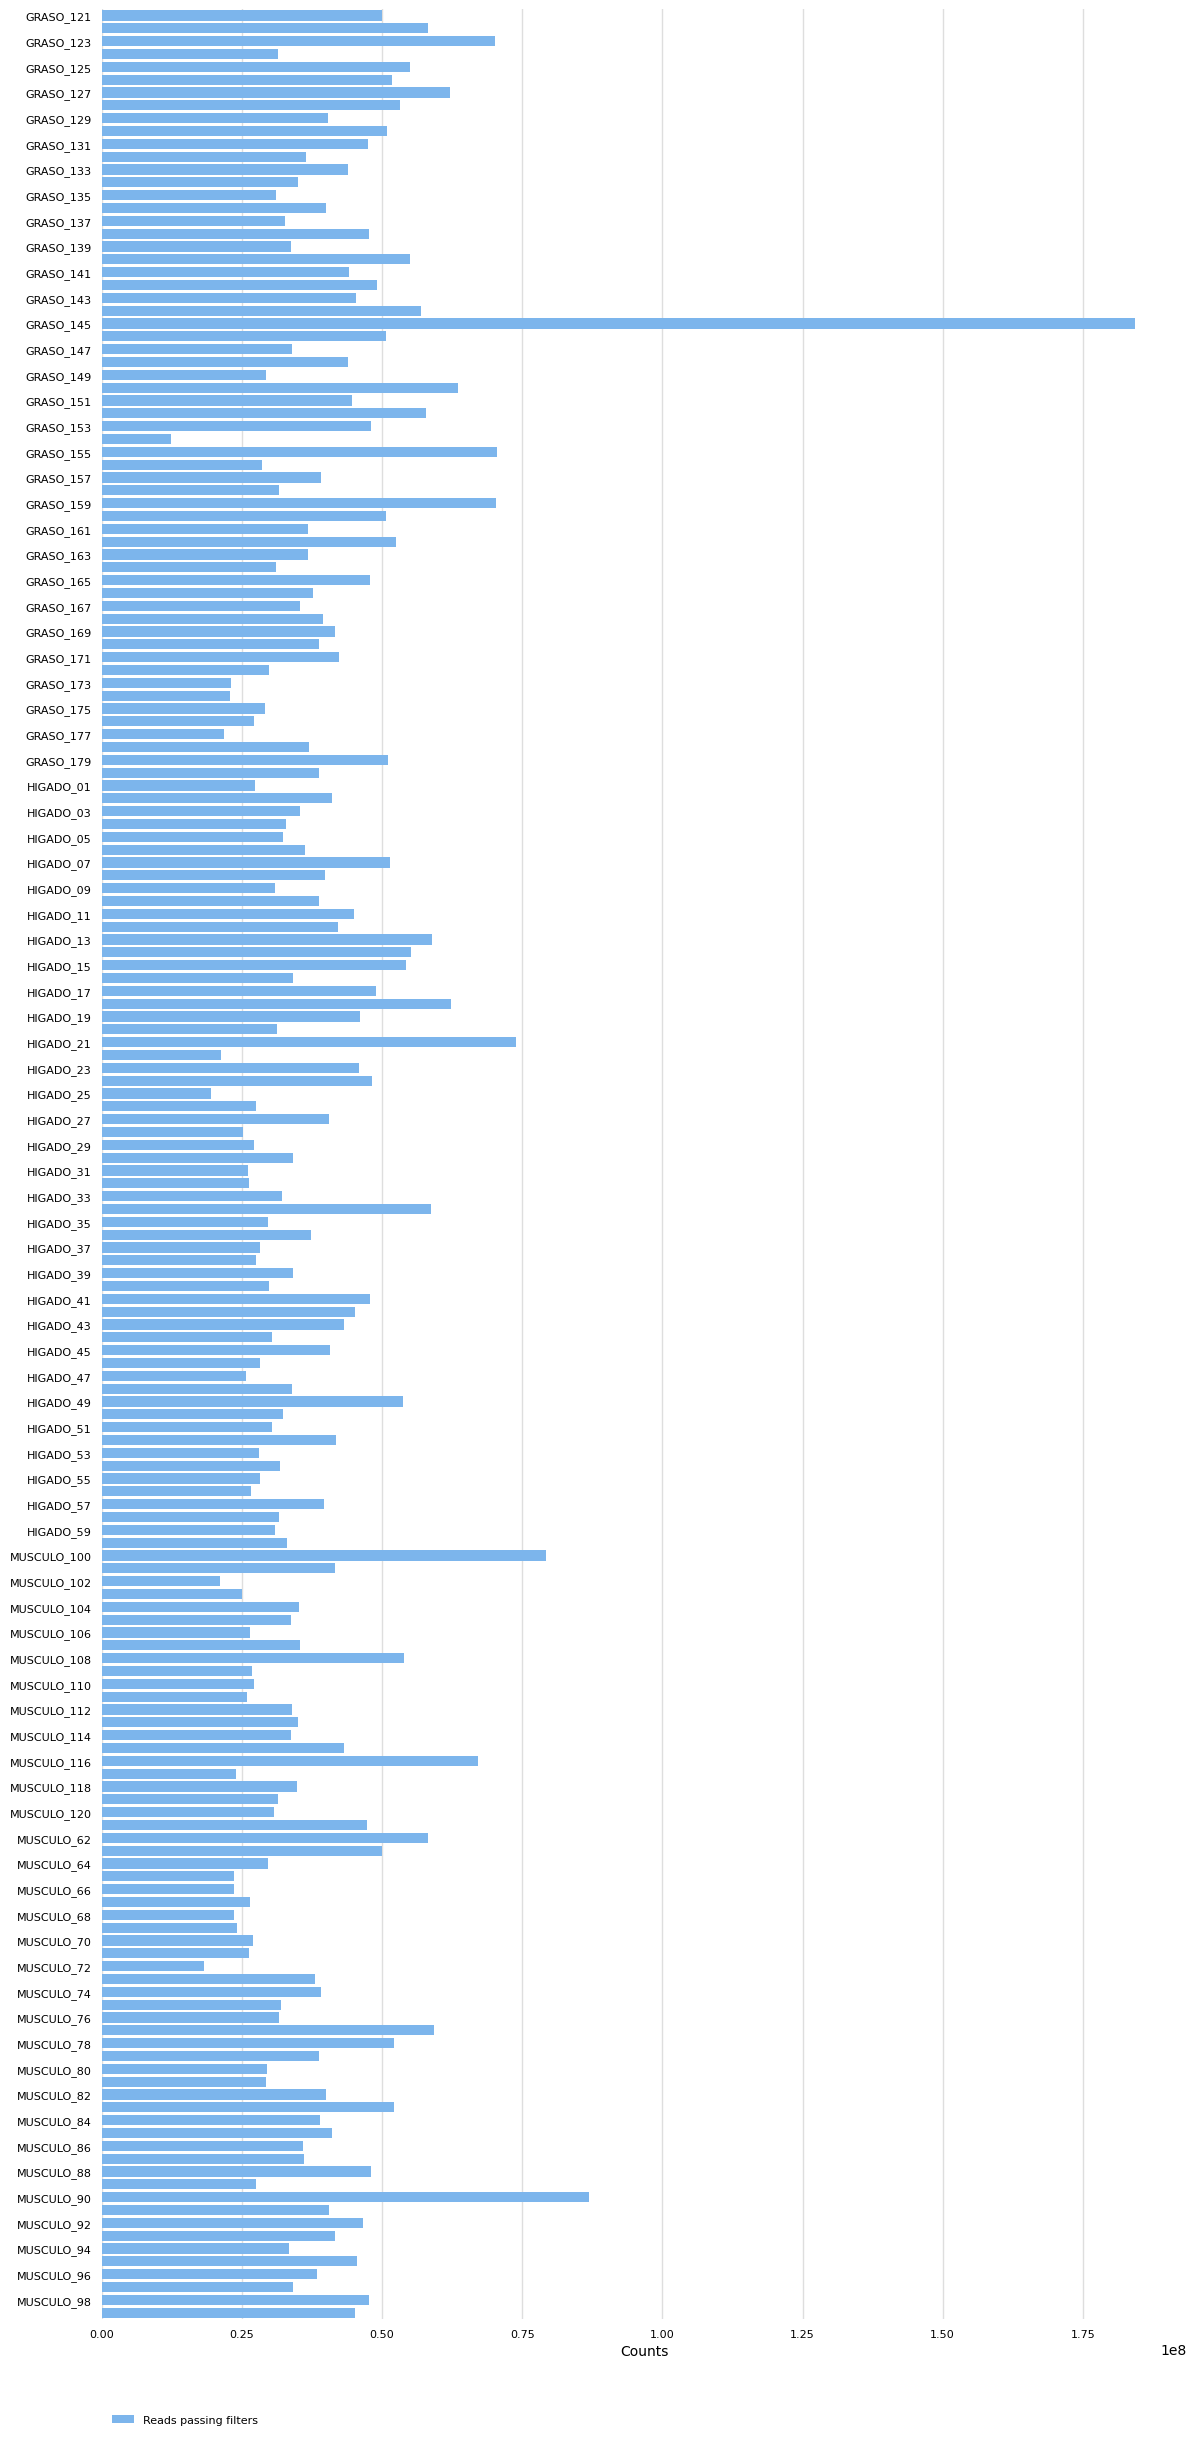 GRASO_121
GRASO_123
GRASO_125
GRASO_127
GRASO_129
GRASO_131
GRASO_133
GRASO_135
GRASO_137
GRASO_139
GRASO_141
GRASO_143
GRASO_145
GRASO_147
GRASO_149
GRASO_151
GRASO_153
GRASO_155
GRASO_157
GRASO_159
GRASO_161
GRASO_163
GRASO_165
GRASO_167
GRASO_169
GRASO_171
GRASO_173
GRASO_175
GRASO_177
GRASO_179
HIGADO_01
HIGADO_03
HIGADO_05
HIGADO_07
HIGADO_09
HIGADO_11
HIGADO_13
HIGADO_15
HIGADO_17
HIGADO_19
HIGADO_21
HIGADO_23
HIGADO_25
HIGADO_27
HIGADO_29
HIGADO_31
HIGADO_33
HIGADO_35
HIGADO_37
HIGADO_39
HIGADO_41
HIGADO_43
HIGADO_45
HIGADO_47
HIGADO_49
HIGADO_51
HIGADO_53
HIGADO_55
HIGADO_57
HIGADO_59
MUSCULO_100
MUSCULO_102
MUSCULO_104
MUSCULO_106
MUSCULO_108
MUSCULO_110
MUSCULO_112
MUSCULO_114
MUSCULO_116
MUSCULO_118
MUSCULO_120
MUSCULO_62
MUSCULO_64
MUSCULO_66
MUSCULO_68
MUSCULO_70
MUSCULO_72
MUSCULO_74
MUSCULO_76
MUSCULO_78
MUSCULO_80
MUSCULO_82
MUSCULO_84
MUSCULO_86
MUSCULO_88
MUSCULO_90
MUSCULO_92
MUSCULO_94
MUSCULO_96
MUSCULO_98
0.00 0.25 0.50 0.75 1.00 1.25 1.50 1.75
Counts
1e8
Reads passing filters